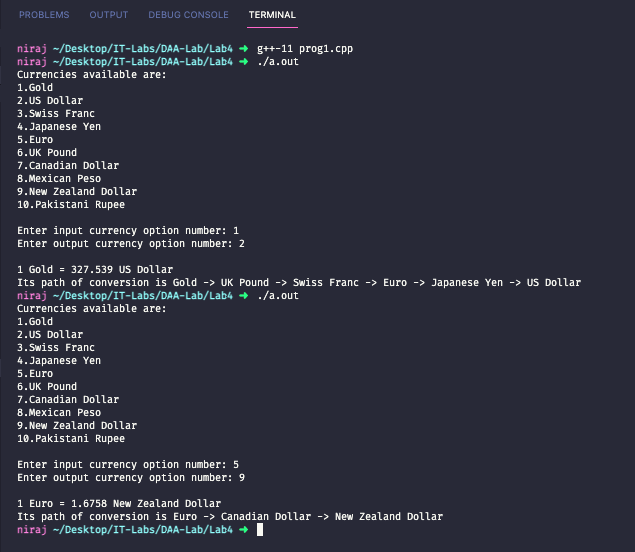 PROBLEMS OUTPUT DEBUG CONSOLE TERMINAL
niraj ~/Desktop/IT-Labs/DAA-Lab/Lab4 ➜ g++-11 prog1.cpp
niraj ~/Desktop/IT-Labs/DAA-Lab/Lab4 ➜ ./a.out
Currencies available are:
1.Gold
2.US Dollar
3.Swiss Franc
4.Japanese Yen
5.Euro
6.UK Pound
7.Canadian Dollar
8.Mexican Peso
9.New Zealand Dollar
10.Pakistani Rupee

Enter input currency option number: 1
Enter output currency option number: 2

1 Gold = 327.539 US Dollar
Its path of conversion is Gold -> UK Pound -> Swiss Franc -> Euro -> Japanese Yen -> US Dollar
niraj ~/Desktop/IT-Labs/DAA-Lab/Lab4 ➜ ./a.out
Currencies available are:
1.Gold
2.US Dollar
3.Swiss Franc
4.Japanese Yen
5.Euro
6.UK Pound
7.Canadian Dollar
8.Mexican Peso
9.New Zealand Dollar
10.Pakistani Rupee

Enter input currency option number: 5
Enter output currency option number: 9

1 Euro = 1.6758 New Zealand Dollar
Its path of conversion is Euro -> Canadian Dollar -> New Zealand Dollar
niraj ~/Desktop/IT-Labs/DAA-Lab/Lab4 ➜